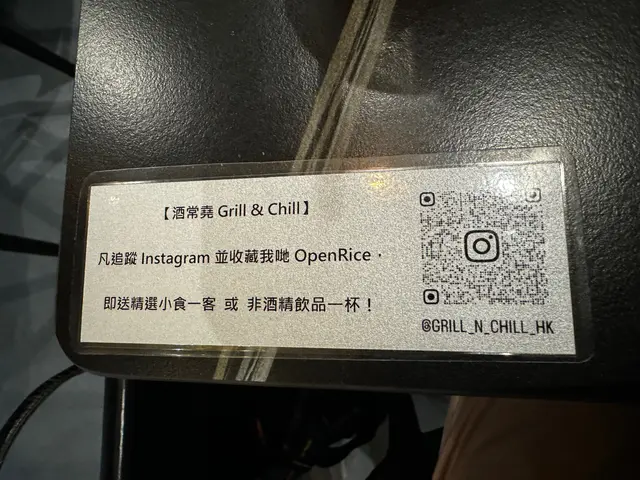 【酒常堯 Grill & Chill】
凡追蹤 Instagram 並收藏我哋 OpenRice，
即送精選小食一客 或 非酒精飲品一杯！
@GRILL_N_CHILL_HK